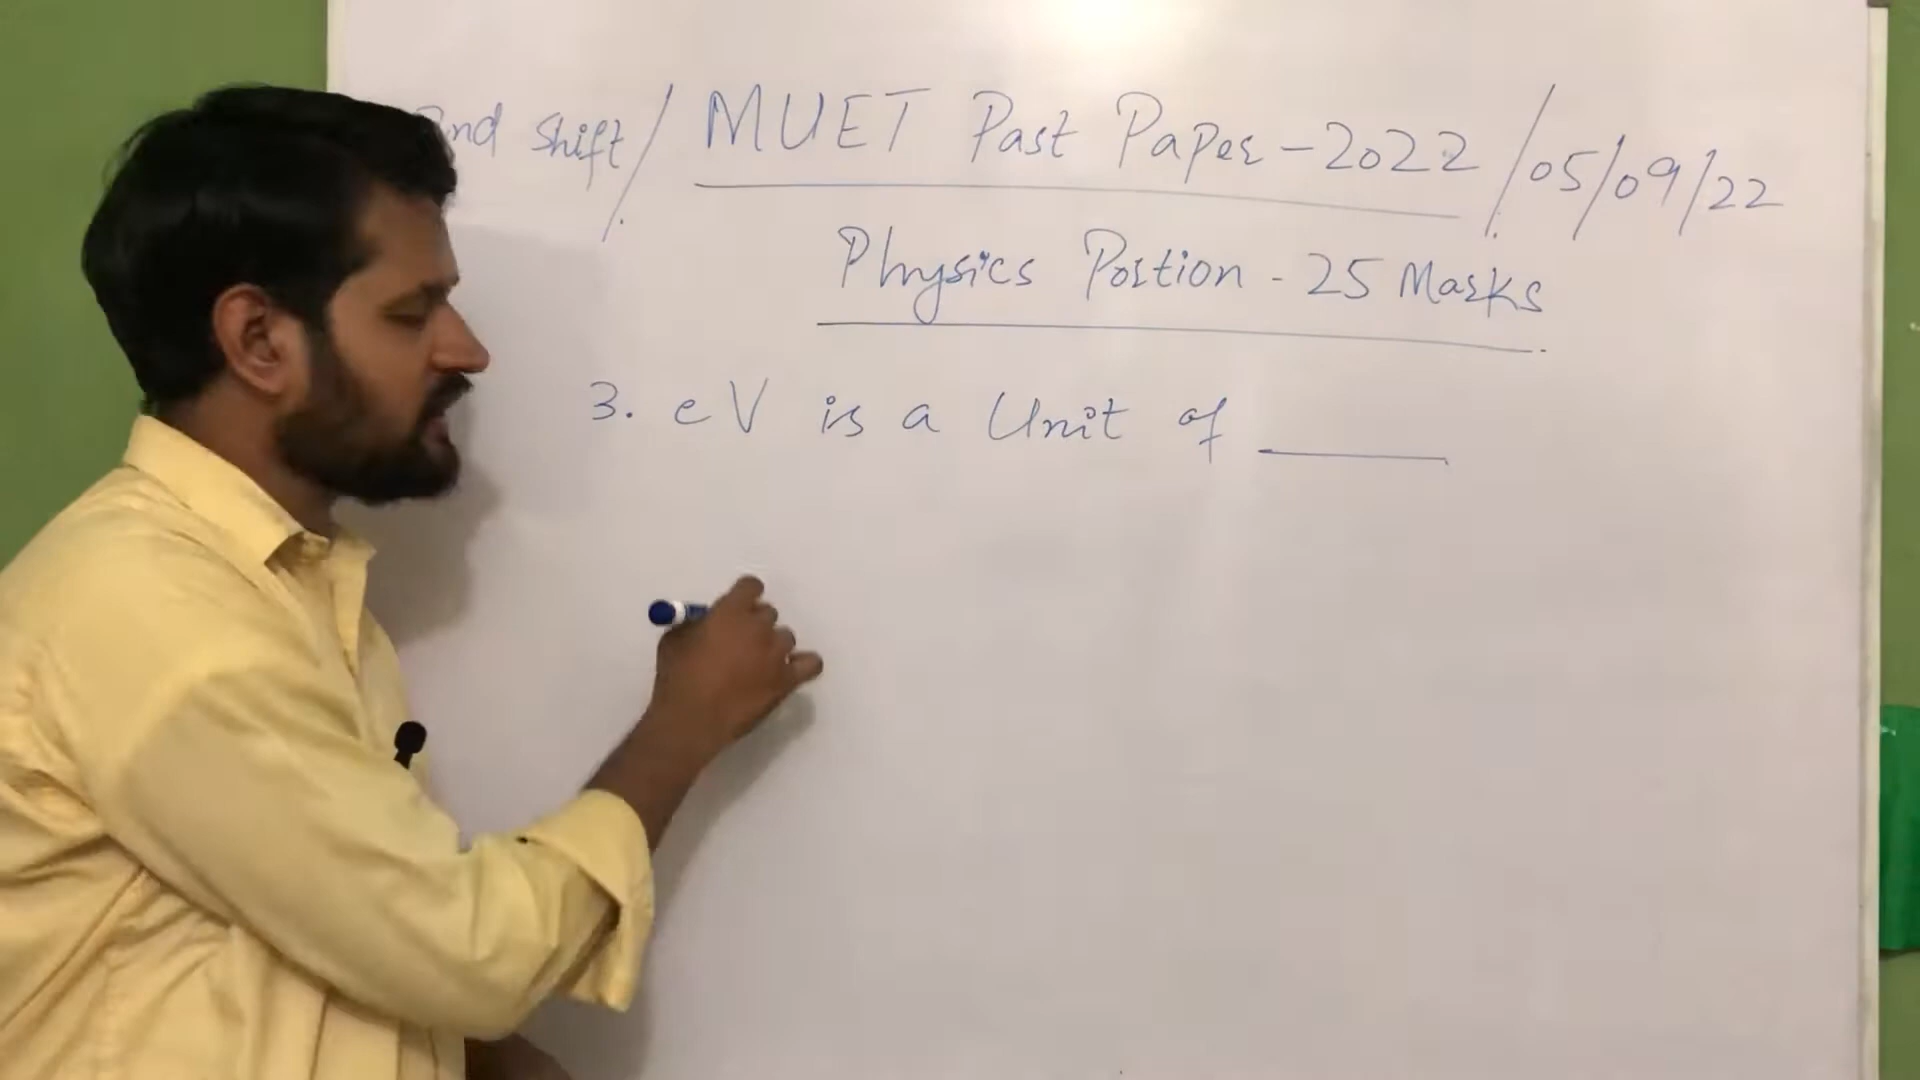 2nd Shift / MUET Past Paper - 2022 / 05/09/22
Physics Portion - 25 Marks
3. eV is a Unit of ______